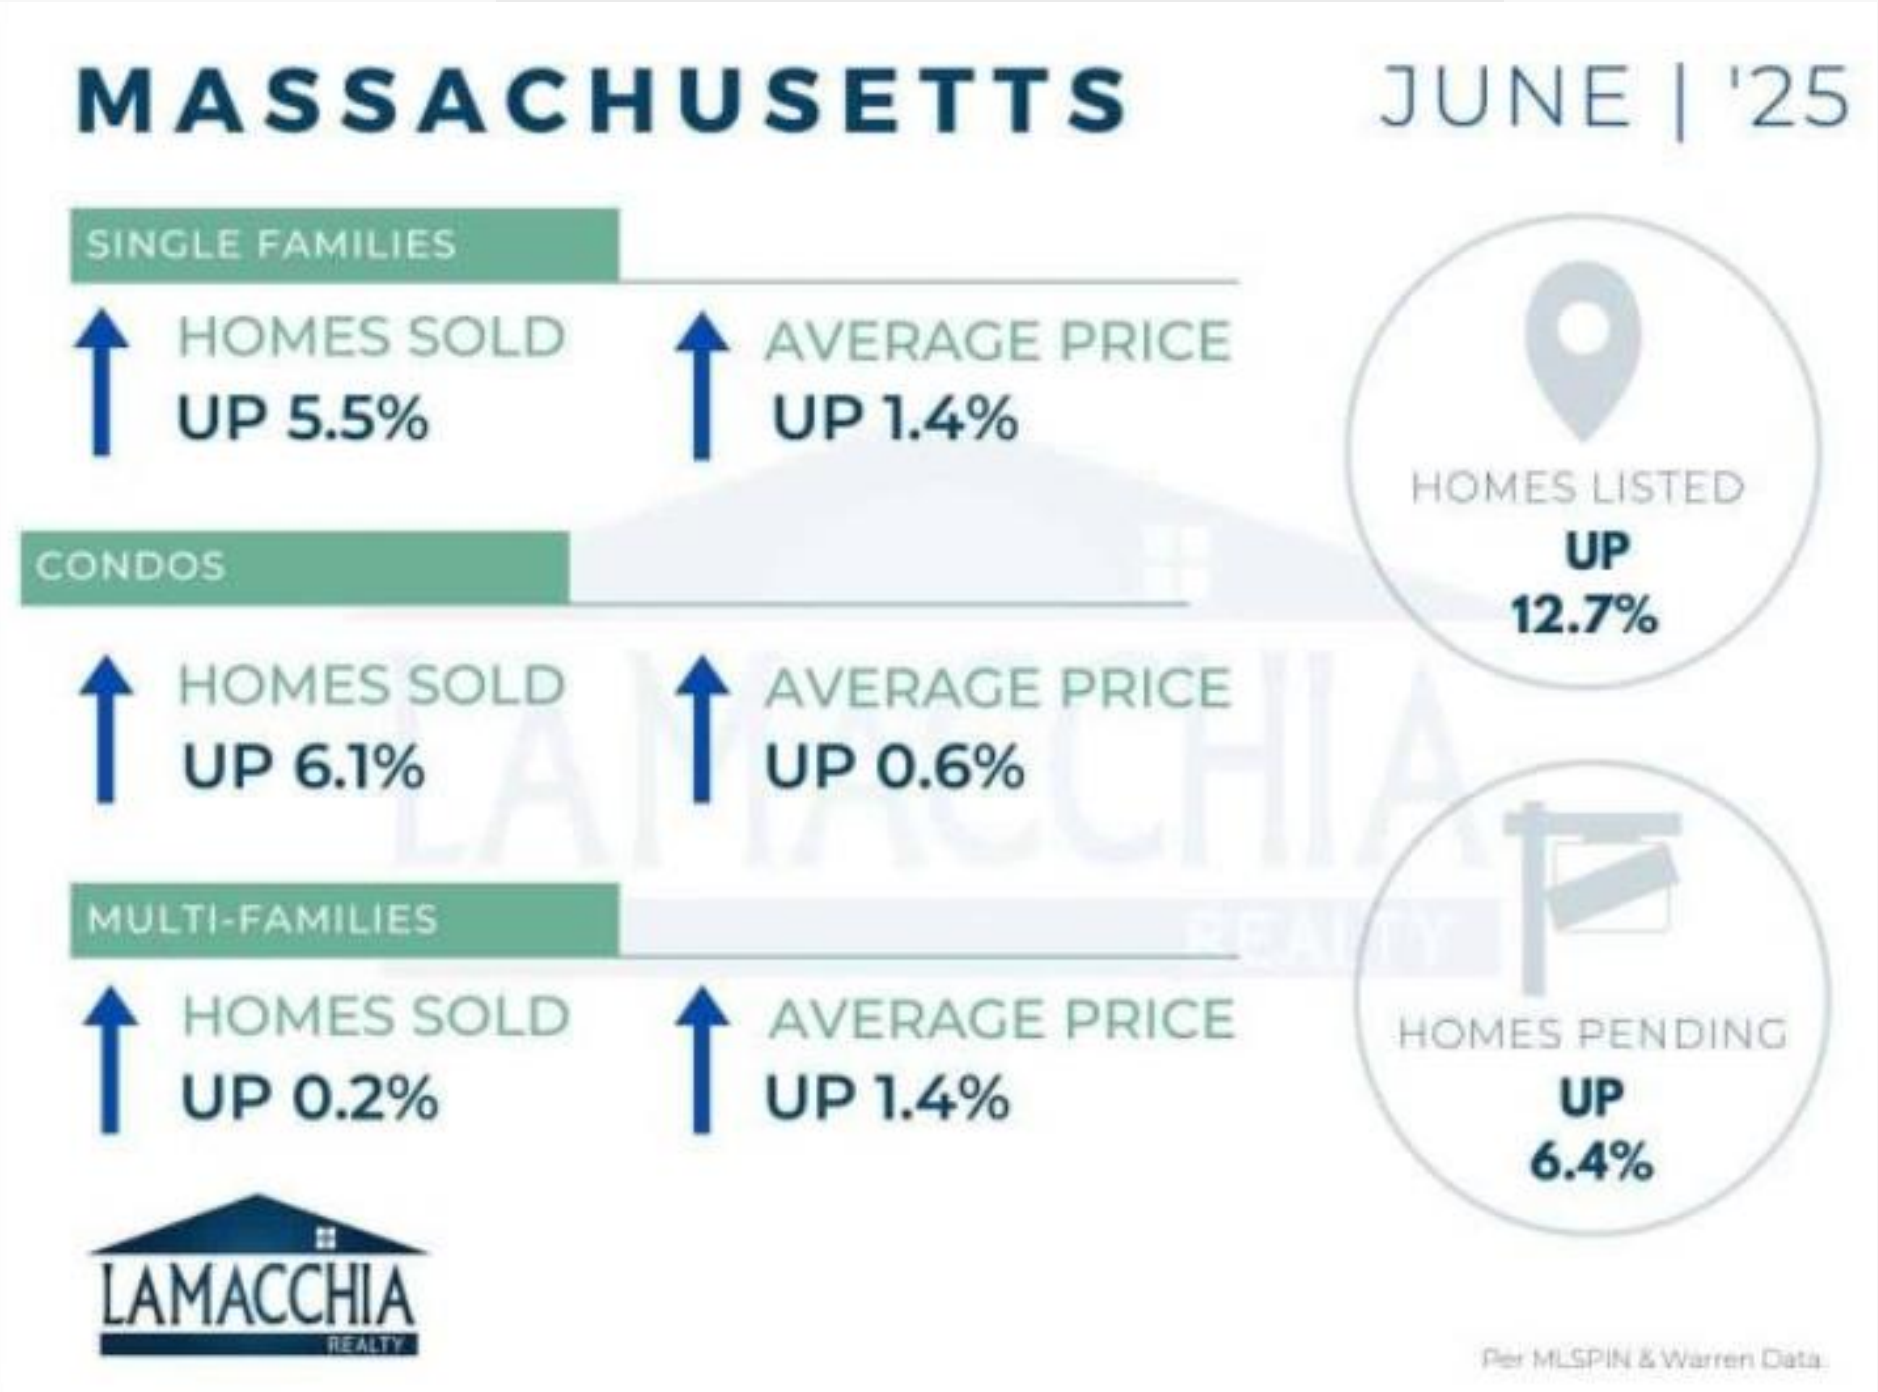 MASSACHUSETTS
JUNE | '25
SINGLE FAMILIES
HOMES SOLD
UP 5.5%
AVERAGE PRICE
UP 1.4%
CONDOS
HOMES SOLD
UP 6.1%
AVERAGE PRICE
UP 0.6%
MULTI-FAMILIES
HOMES SOLD
UP 0.2%
AVERAGE PRICE
UP 1.4%
HOMES LISTED
UP
12.7%
HOMES PENDING
UP
6.4%
LAMACCHIA
REALTY
LAMACCHIA
REALTY
Per MLSPIN & Warren Data.